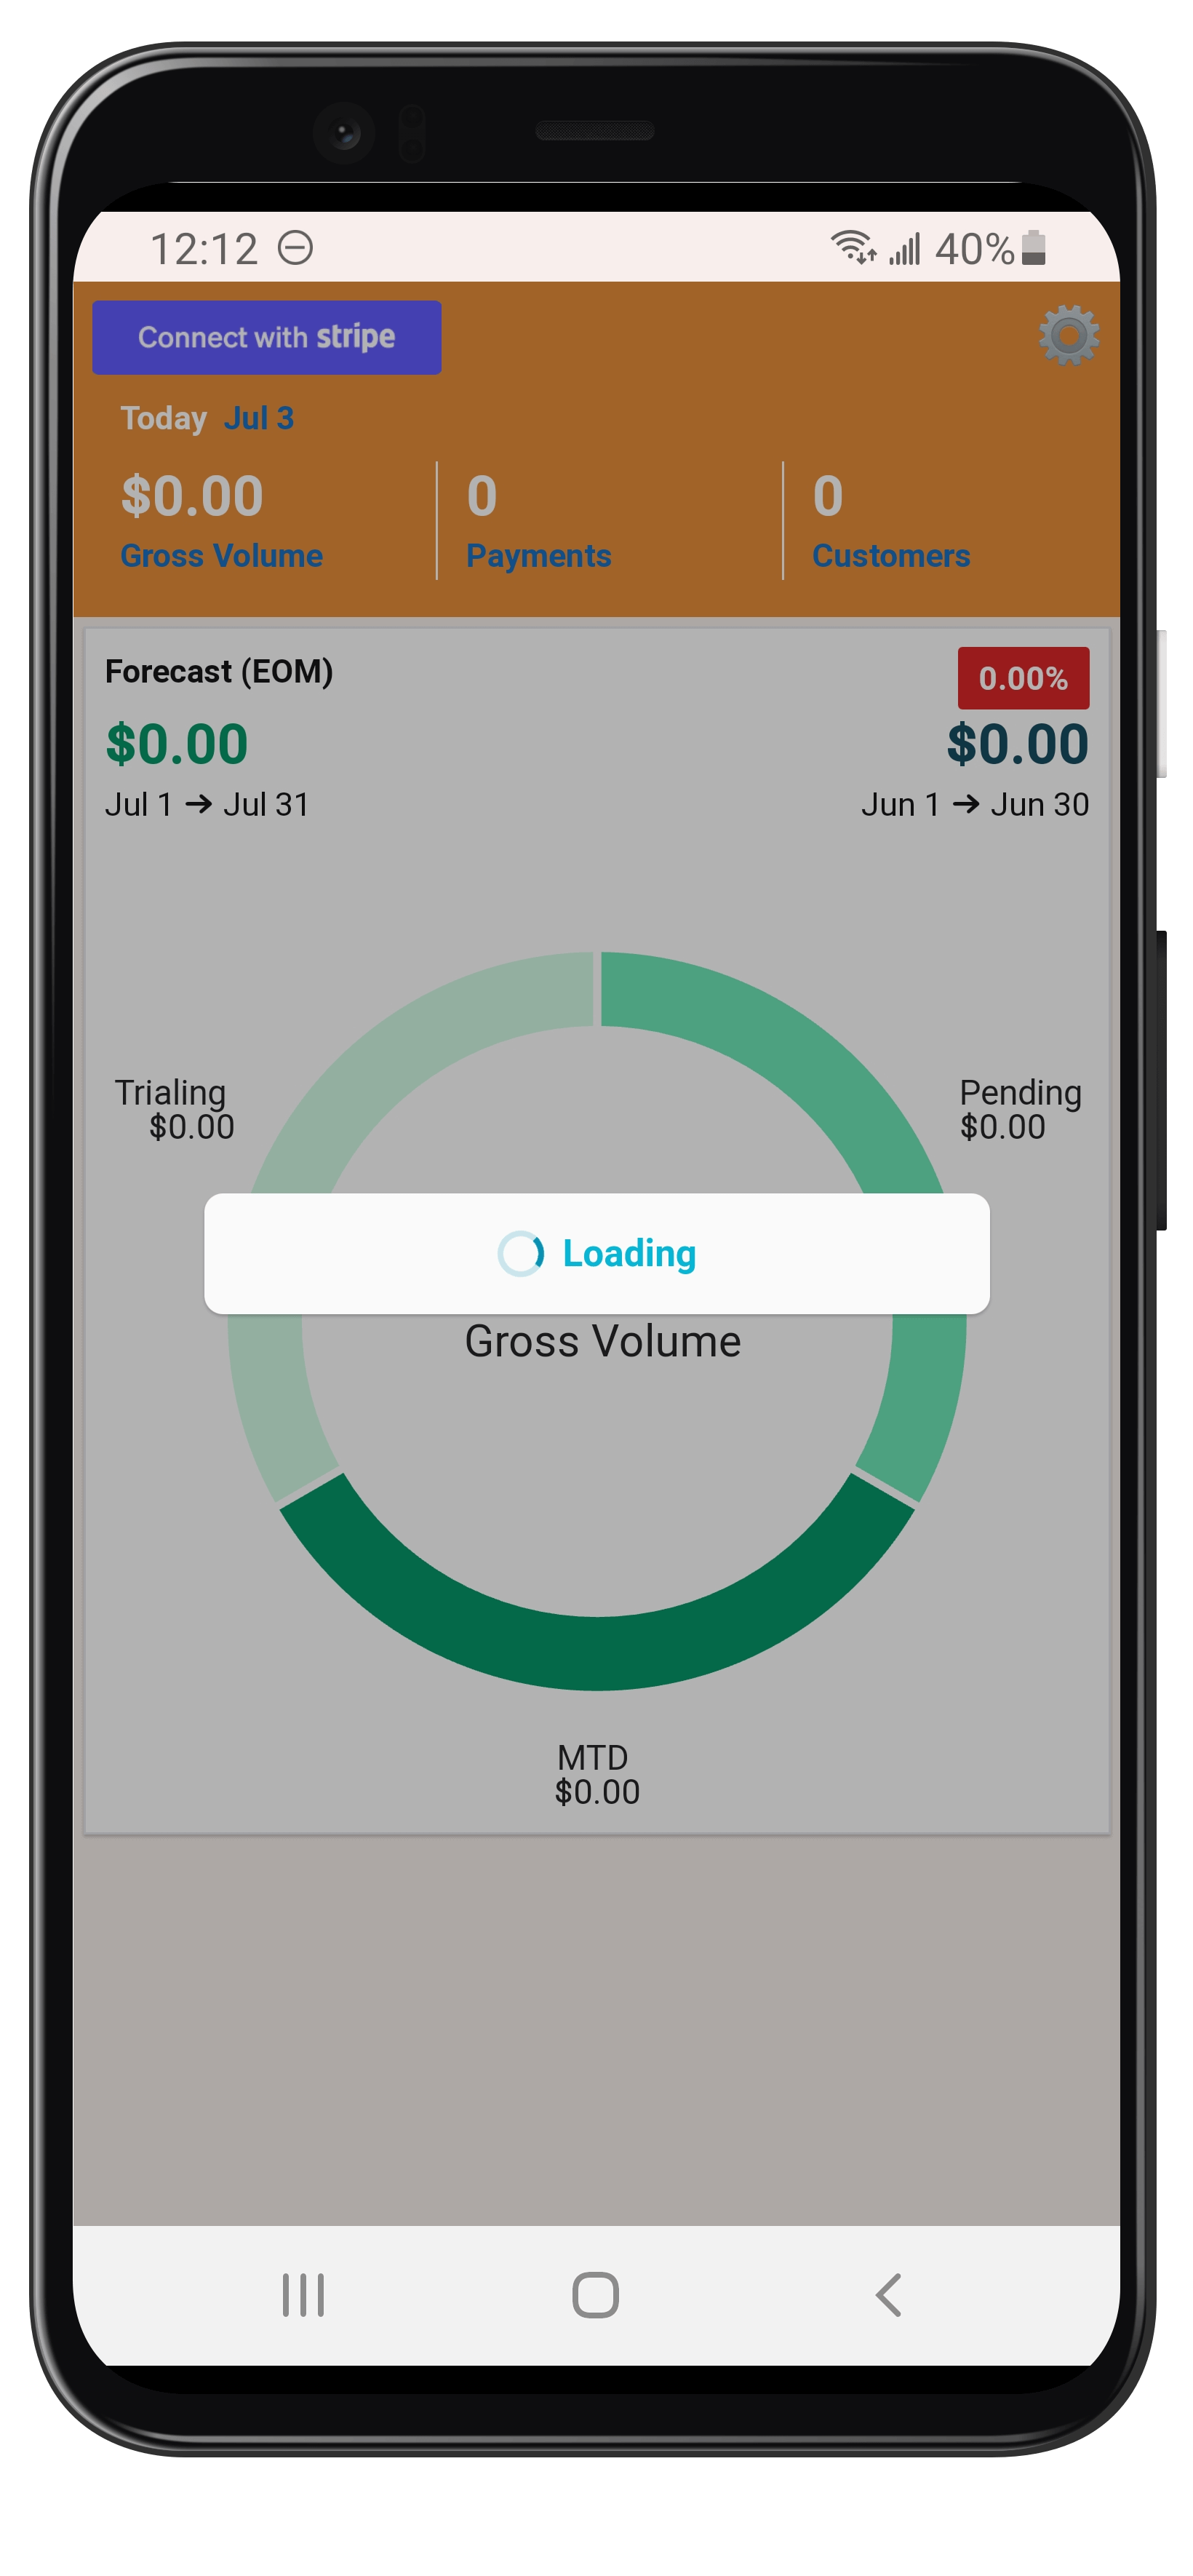 12:12 40%
Connect with stripe
Today Jul 3
$0.00 0 0
Gross Volume Payments Customers
Forecast (EOM) 0.00%
$0.00 $0.00
Jul 1 → Jul 31 Jun 1 → Jun 30
Trialing Pending
$0.00 $0.00
Loading
Gross Volume
MTD
$0.00